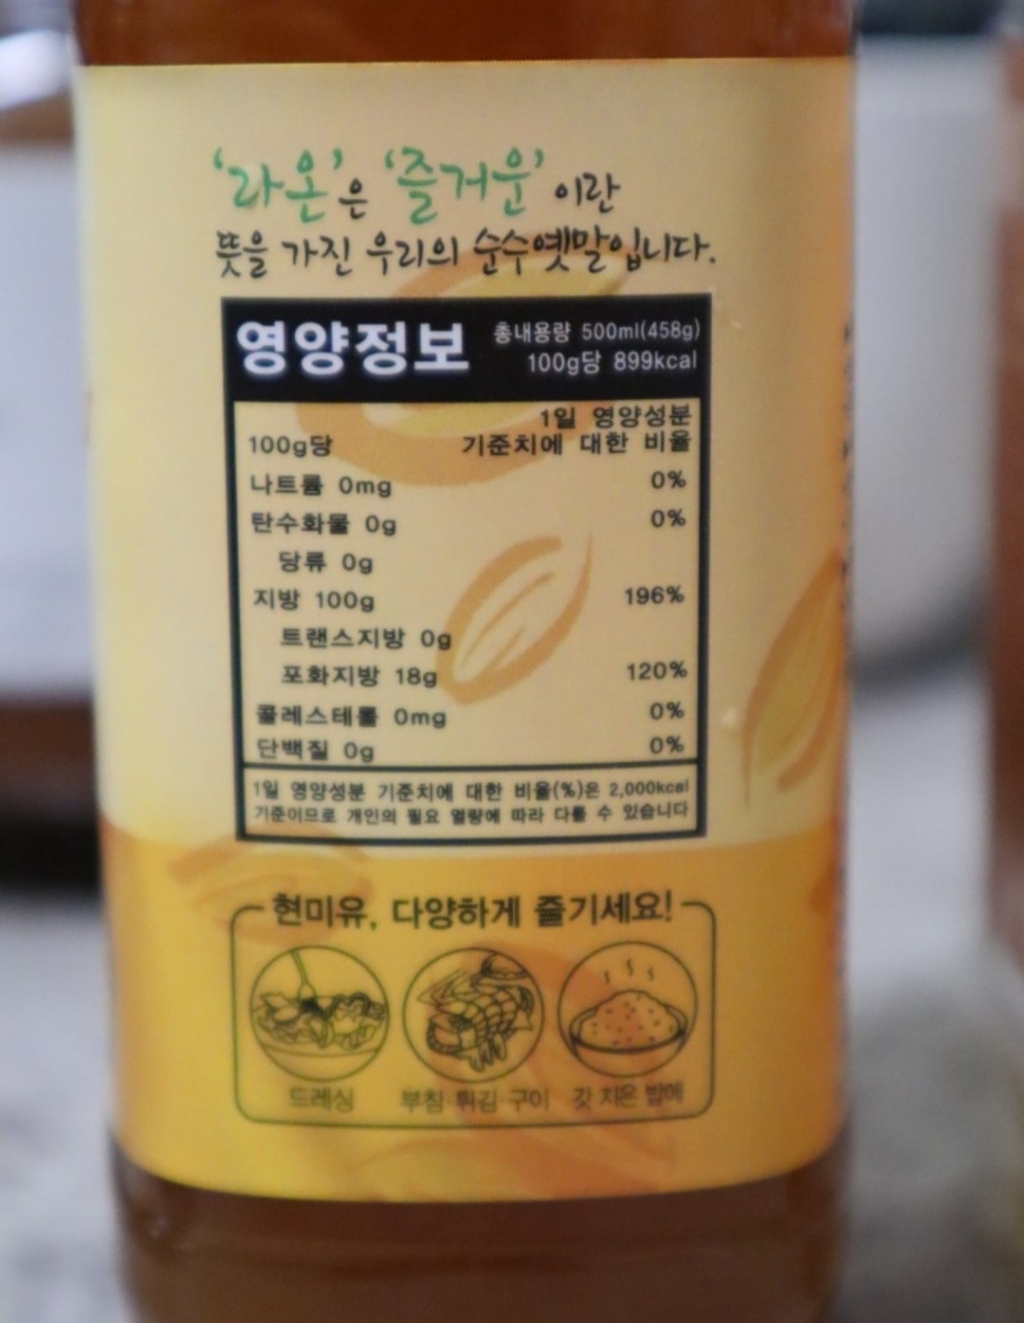 '라온'은 '즐거운'이란
뜻을 가진 우리의 순수옛말입니다.
영양정보
총내용량 500ml(458g)
100g당 899kcal
1일 영양성분
100g당 기준치에 대한 비율
나트륨 0mg 0%
탄수화물 0g 0%
당류 0g
지방 100g 196%
트랜스지방 0g
포화지방 18g 120%
콜레스테롤 0mg 0%
단백질 0g 0%
1일 영양성분 기준치에 대한 비율(%)은 2,000kcal
기준이므로 개인의 필요 열량에 따라 다를 수 있습니다
현미유, 다양하게 즐기세요!
드레싱 부침·튀김·구이 갓 지은 밥에